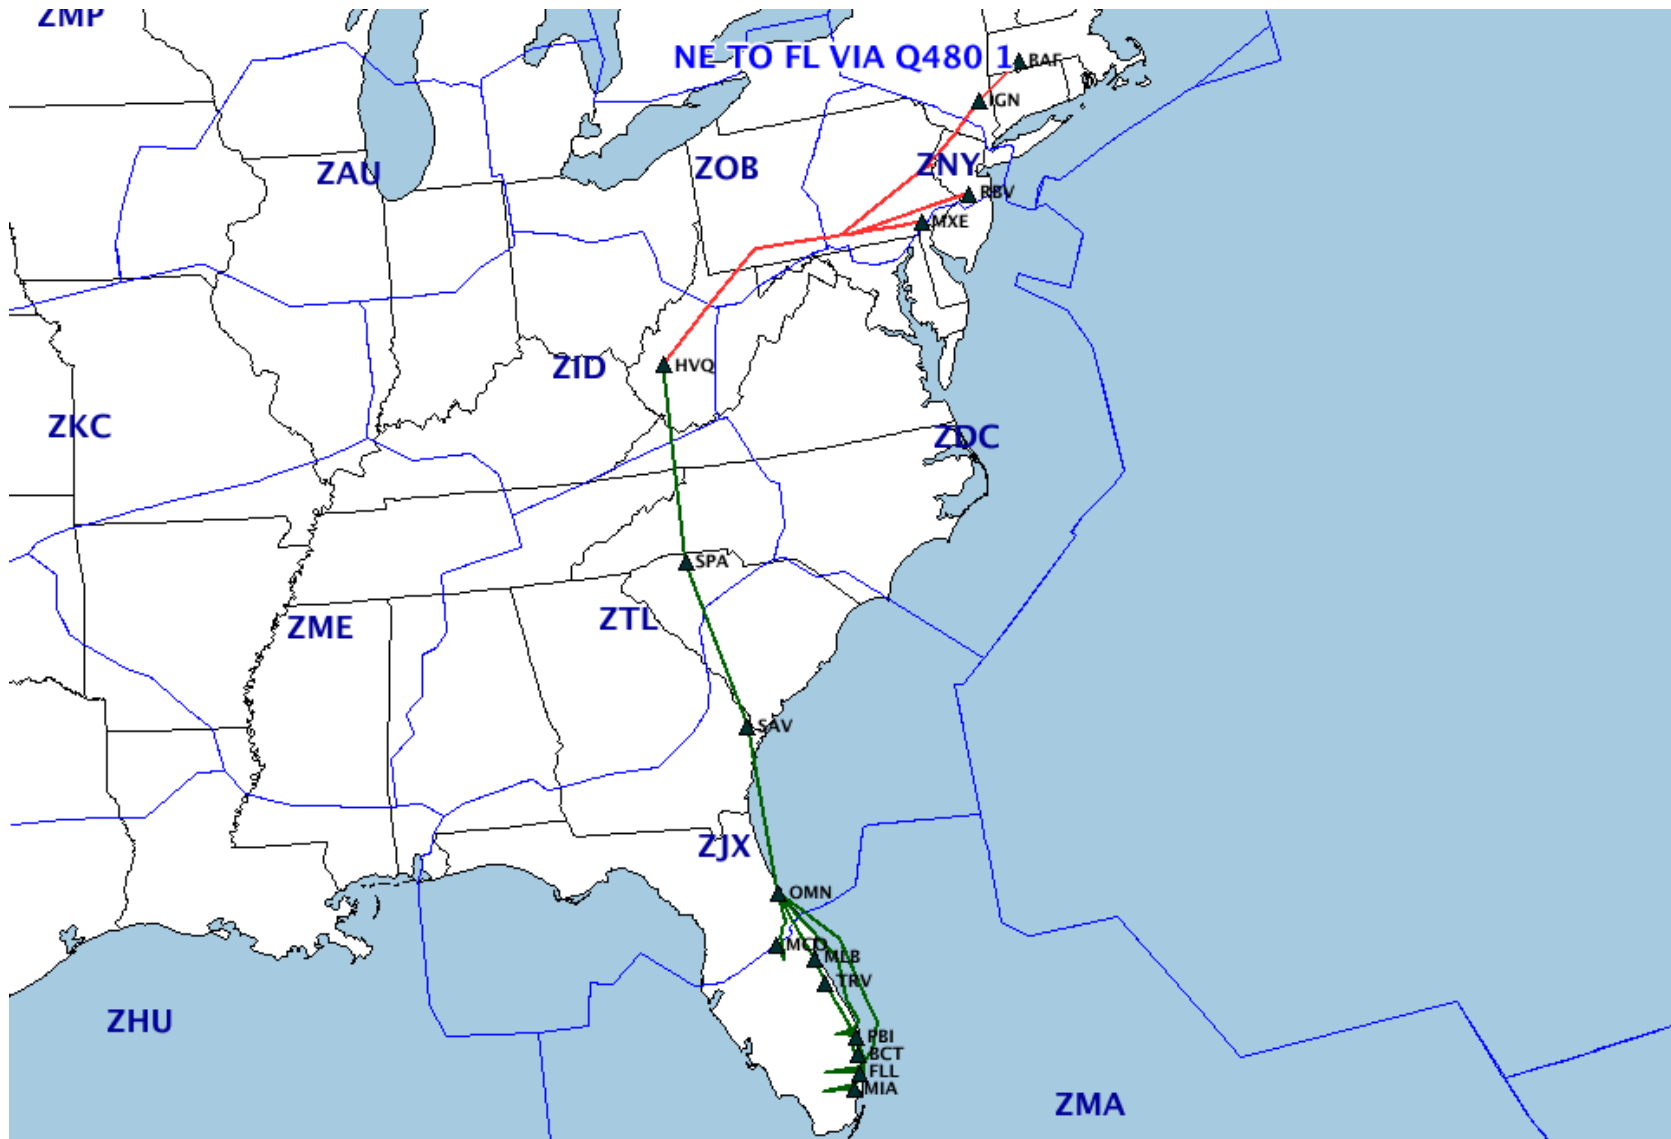 ZMP
NE TO FL VIA Q480 1
BAF
IGN
ZAU
ZOB
ZNY
RBV
MXE
ZID
HVQ
ZKC
ZDC
SPA
ZME
ZTL
SAV
ZJX
OMN
MCO
MLB
TRV
ZHU
PBI
BCT
FLL
MIA
ZMA